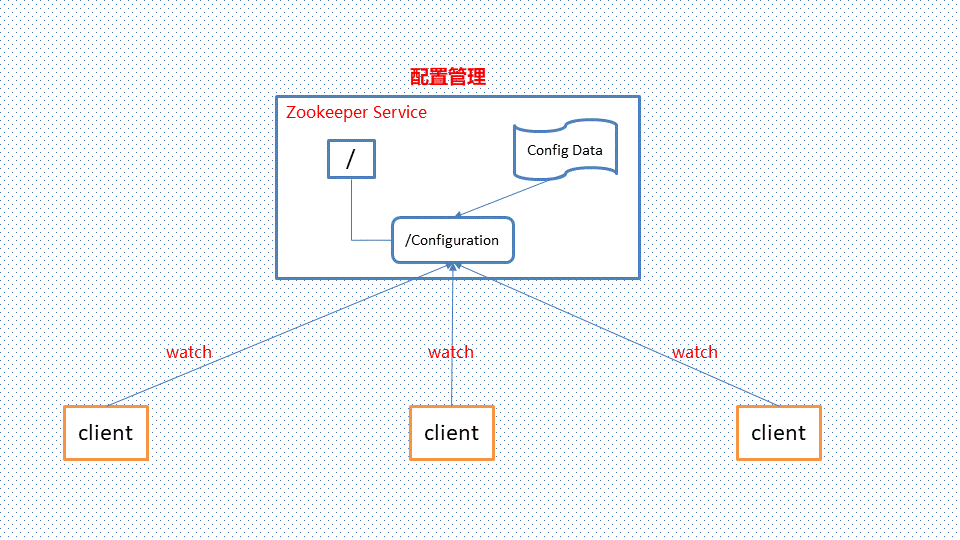 配置管理
Zookeeper Service
/
Config Data
/Configuration
watch
watch
watch
client
client
client